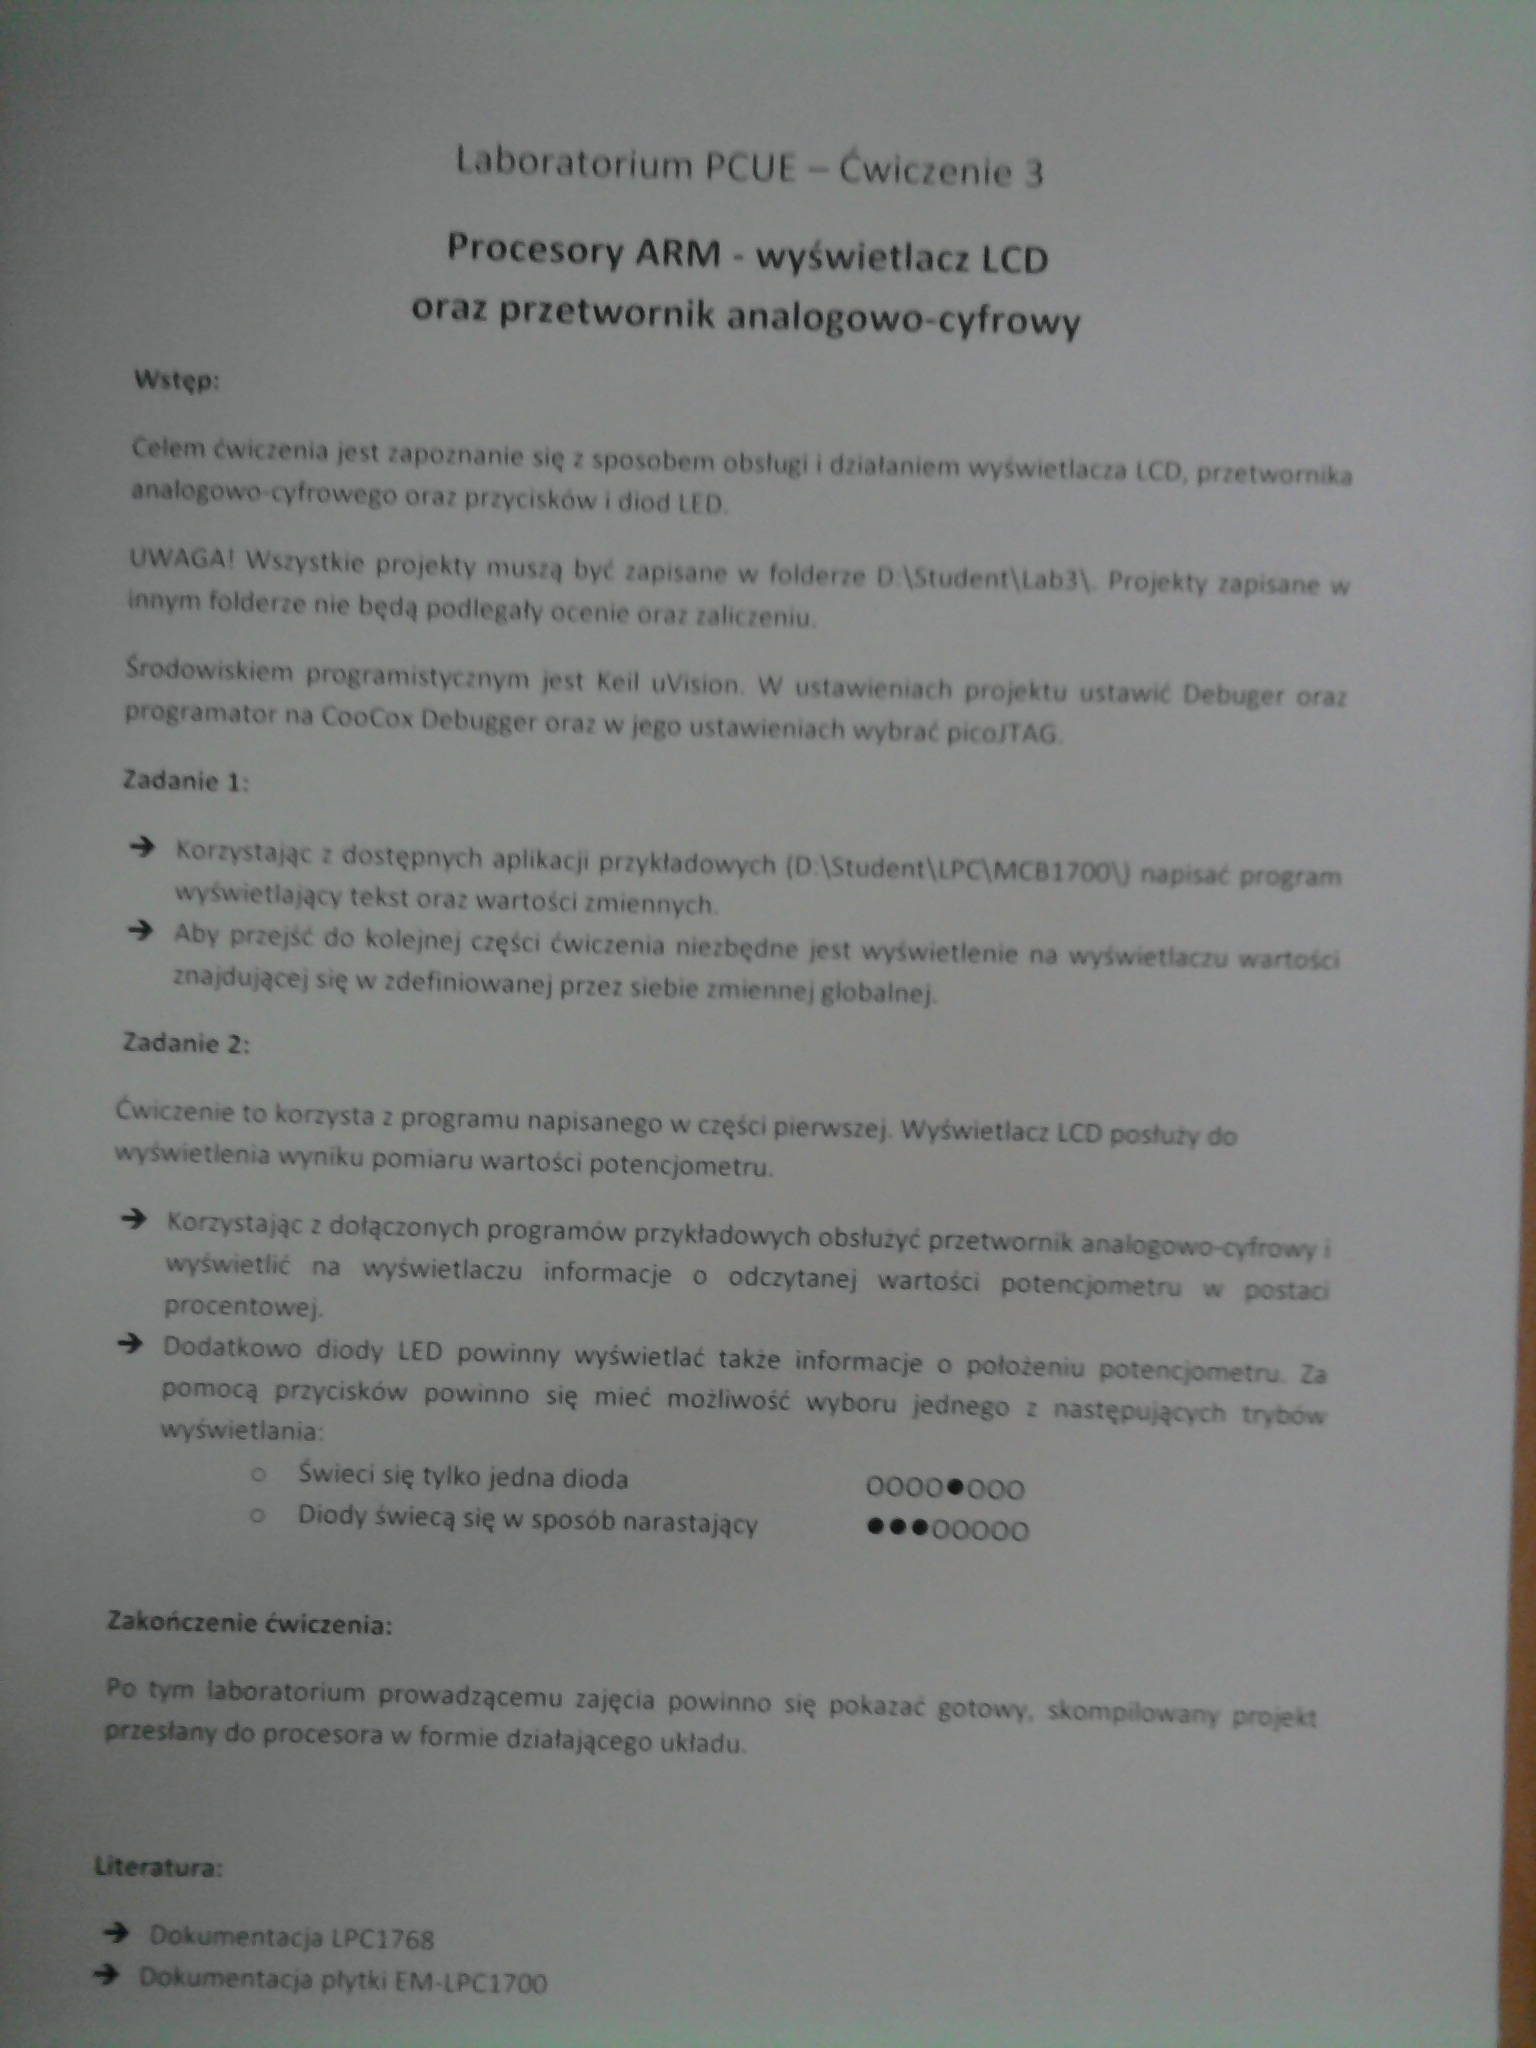 Laboratorium PCUE – Ćwiczenie 3
Procesory ARM - wyświetlacz LCD
oraz przetwornik analogowo-cyfrowy
Wstęp:
Celem ćwiczenia jest zapoznanie się z sposobem obsługi i działaniem wyświetlacza LCD, przetwornika
analogowo-cyfrowego oraz przycisków i diod LED.
UWAGA! Wszystkie projekty muszą być zapisane w folderze D:\Student\Lab3\. Projekty zapisane w
innym folderze nie będą podlegały ocenie oraz zaliczeniu.
Środowiskiem programistycznym jest Keil uVision. W ustawieniach projektu ustawić Debuger oraz
programator na CooCox Debugger oraz w jego ustawieniach wybrać picoJTAG.
Zadanie 1:
➔ Korzystając z dostępnych aplikacji przykładowych (D:\Student\LPC\MCB1700\) napisać program
wyświetlający tekst oraz wartości zmiennych.
➔ Aby przejść do kolejnej części ćwiczenia niezbędne jest wyświetlenie na wyświetlaczu wartości
znajdującej się w zdefiniowanej przez siebie zmiennej globalnej.
Zadanie 2:
Ćwiczenie to korzysta z programu napisanego w części pierwszej. Wyświetlacz LCD posłuży do
wyświetlenia wyniku pomiaru wartości potencjometru.
➔ Korzystając z dołączonych programów przykładowych obsłużyć przetwornik analogowo-cyfrowy i
wyświetlić na wyświetlaczu informacje o odczytanej wartości potencjometru w postaci
procentowej.
➔ Dodatkowo diody LED powinny wyświetlać także informacje o położeniu potencjometru. Za
pomocą przycisków powinno się mieć możliwość wyboru jednego z następujących trybów
wyświetlania:
o Świeci się tylko jedna dioda OOOO●OOO
o Diody świecą się w sposób narastający ●●●OOOOO
Zakończenie ćwiczenia:
Po tym laboratorium prowadzącemu zajęcia powinno się pokazać gotowy, skompilowany projekt
przesłany do procesora w formie działającego układu.
Literatura:
➔ Dokumentacja LPC1768
➔ Dokumentacja płytki EM-LPC1700